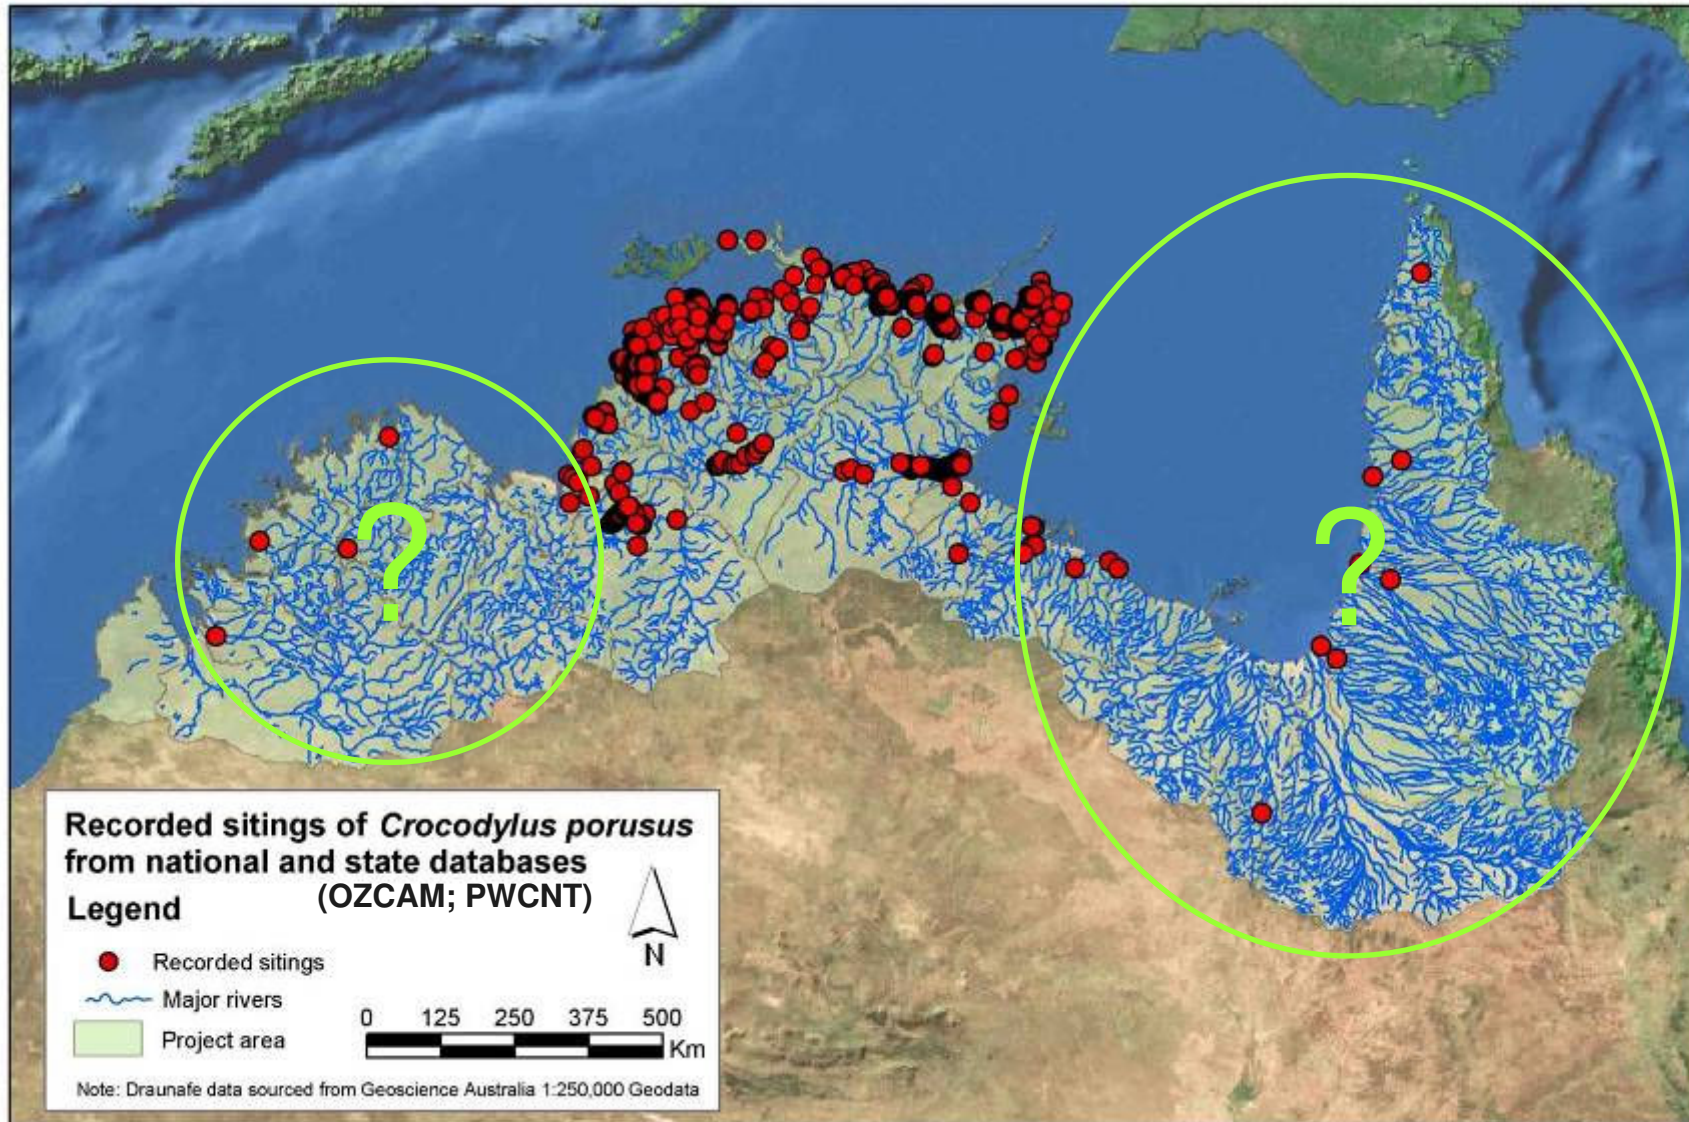 ?
?
Recorded sitings of Crocodylus porusus
from national and state databases
(OZCAM; PWCNT)
Legend
N
Recorded sitings
Major rivers
Project area
0 125 250 375 500
Km
Note: Draunafe data sourced from Geoscience Australia 1:250,000 Geodata